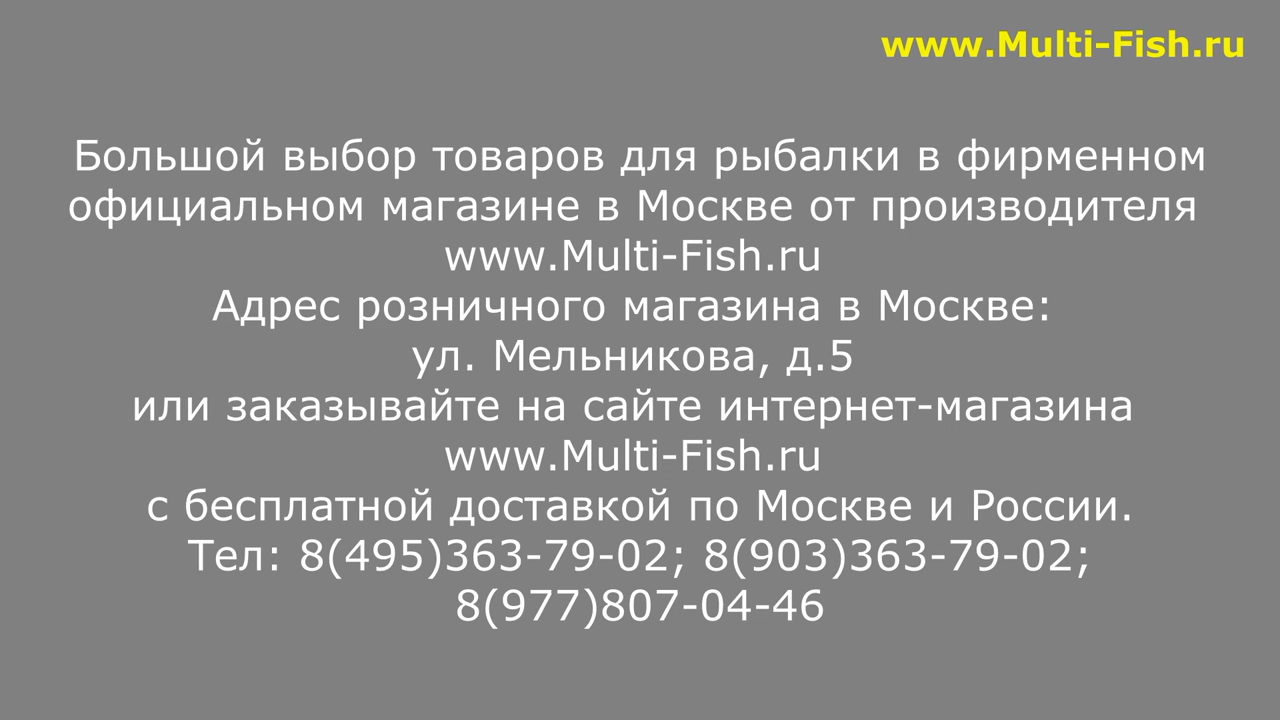 www.Multi-Fish.ru
Большой выбор товаров для рыбалки в фирменном
официальном магазине в Москве от производителя
www.Multi-Fish.ru
Адрес розничного магазина в Москве:
ул. Мельникова, д.5
или заказывайте на сайте интернет-магазина
www.Multi-Fish.ru
с бесплатной доставкой по Москве и России.
Тел: 8(495)363-79-02; 8(903)363-79-02;
8(977)807-04-46